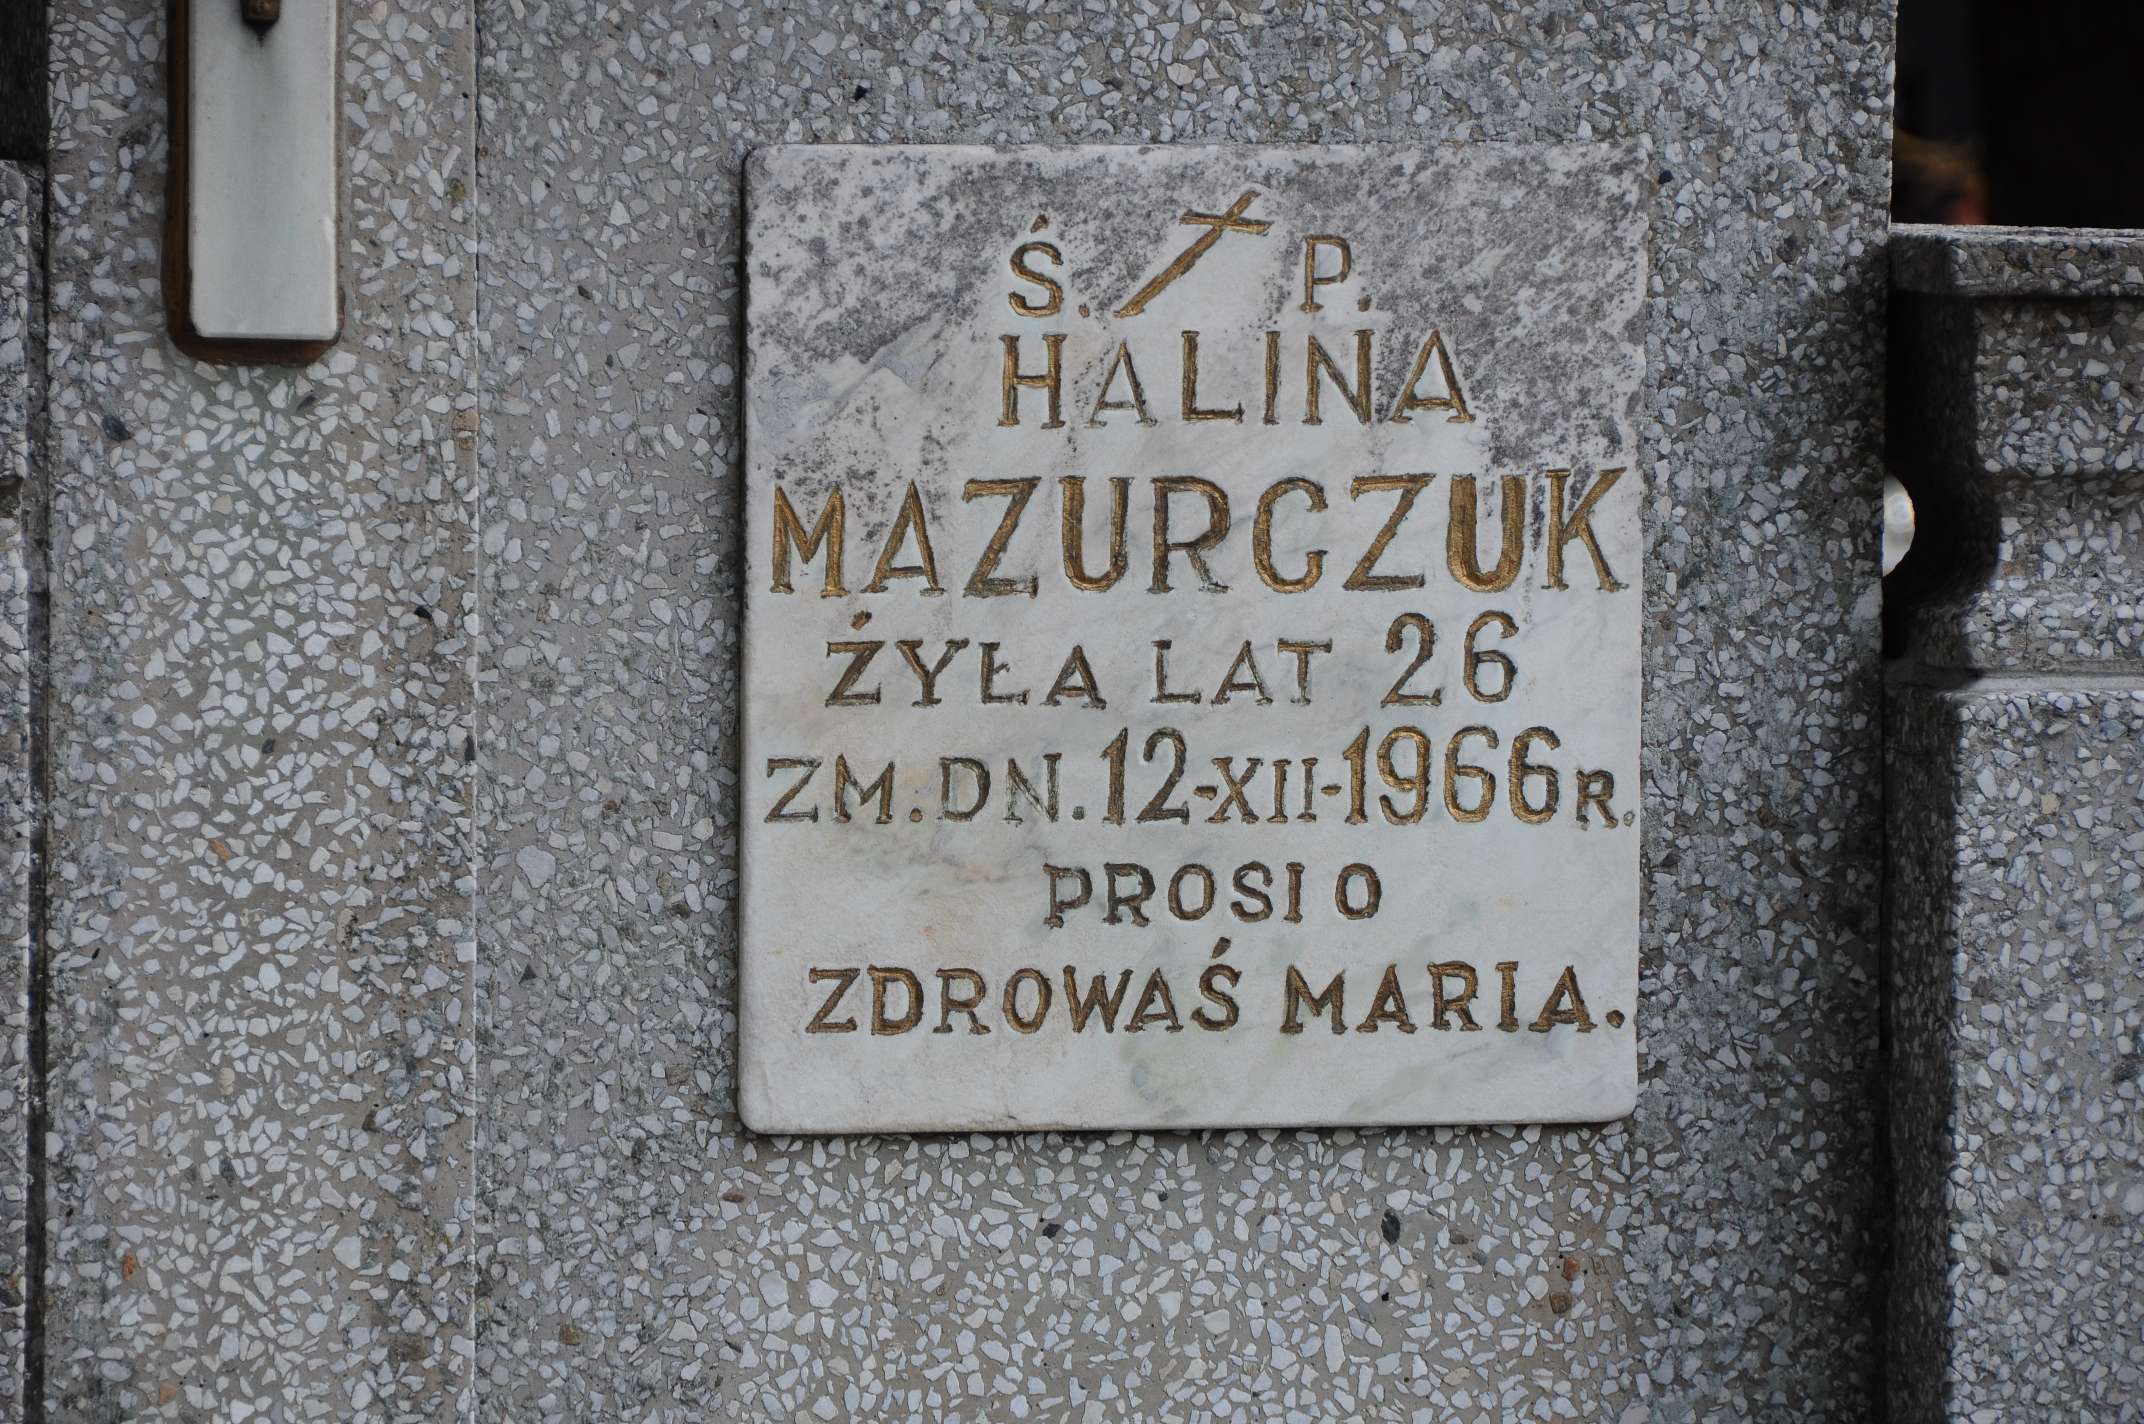 Ś. P.
HALINA
MAZURCZUK
ŻYŁA LAT 26
ZM. DN. 12-XII-1966 R.
PROSI O
ZDROWAŚ MARIA.